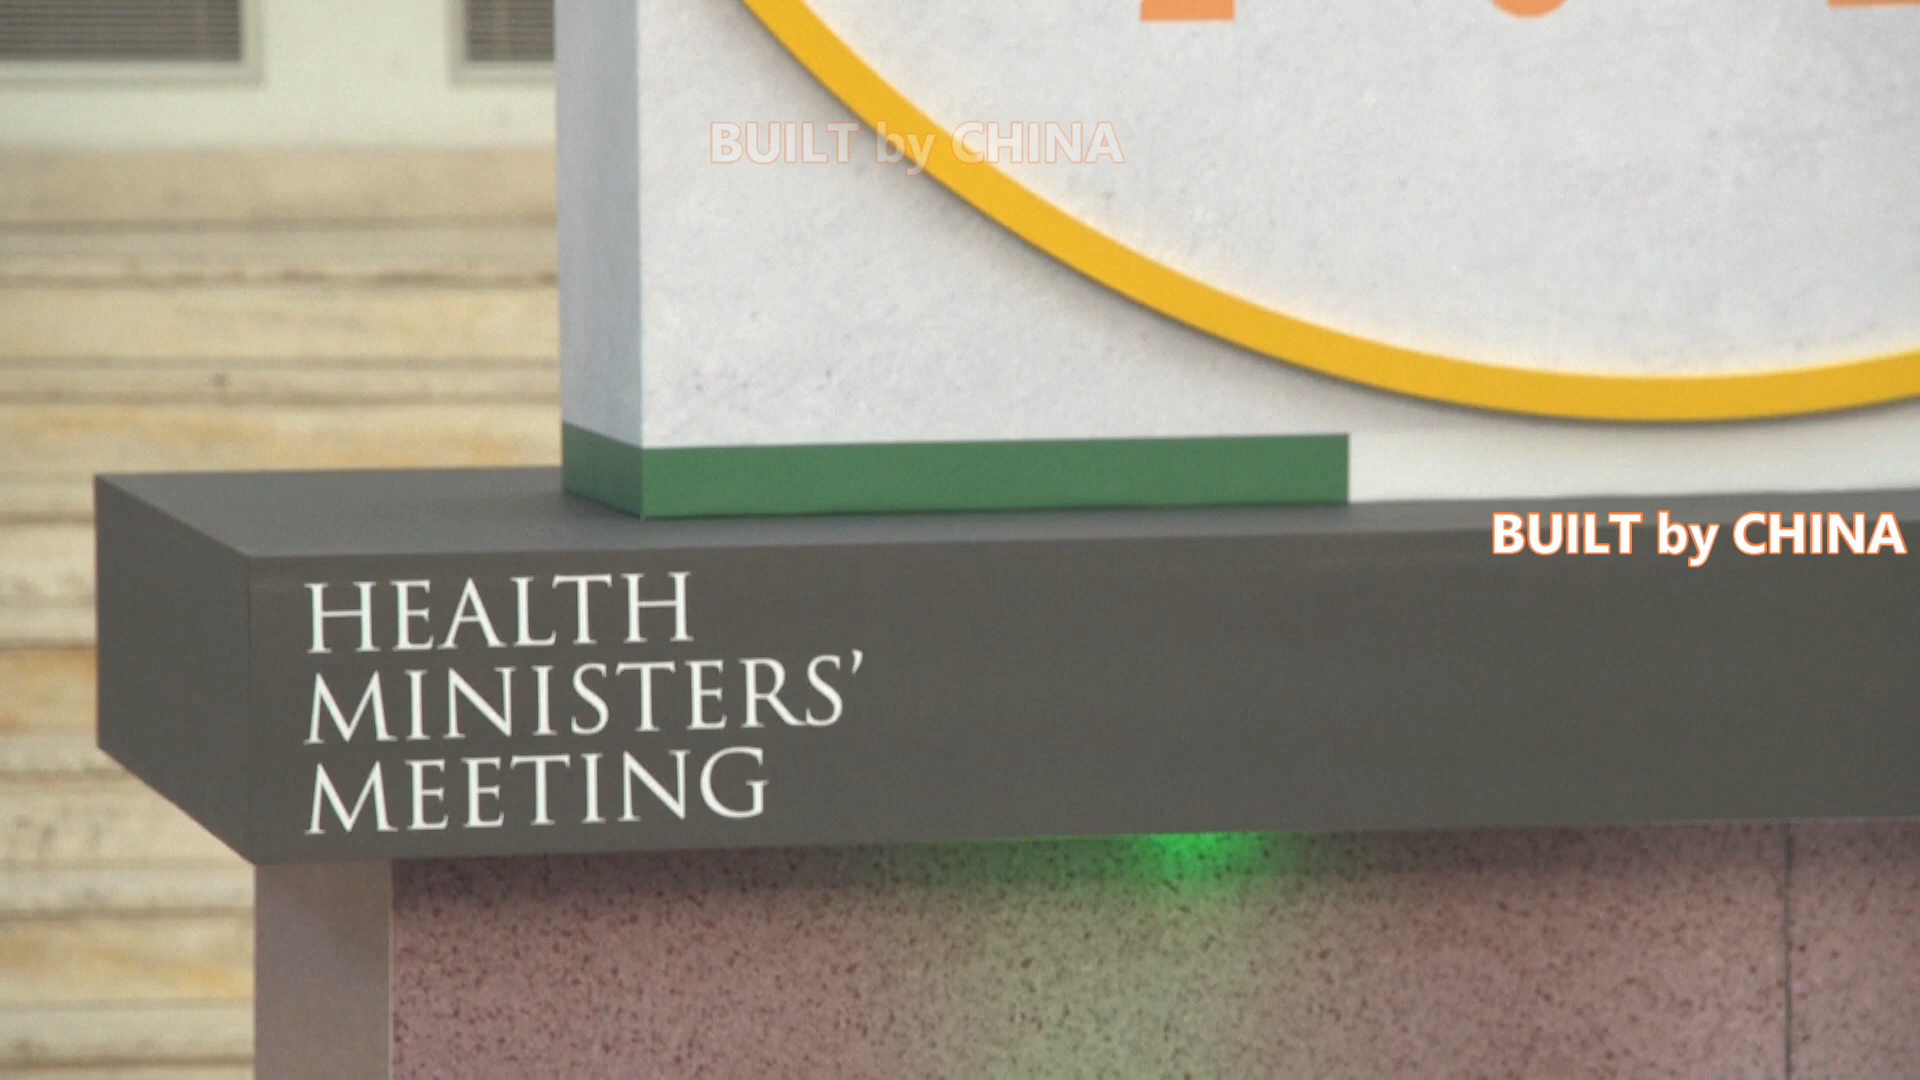 BUILT by CHINA
BUILT by CHINA
HEALTH
MINISTERS’
MEETING